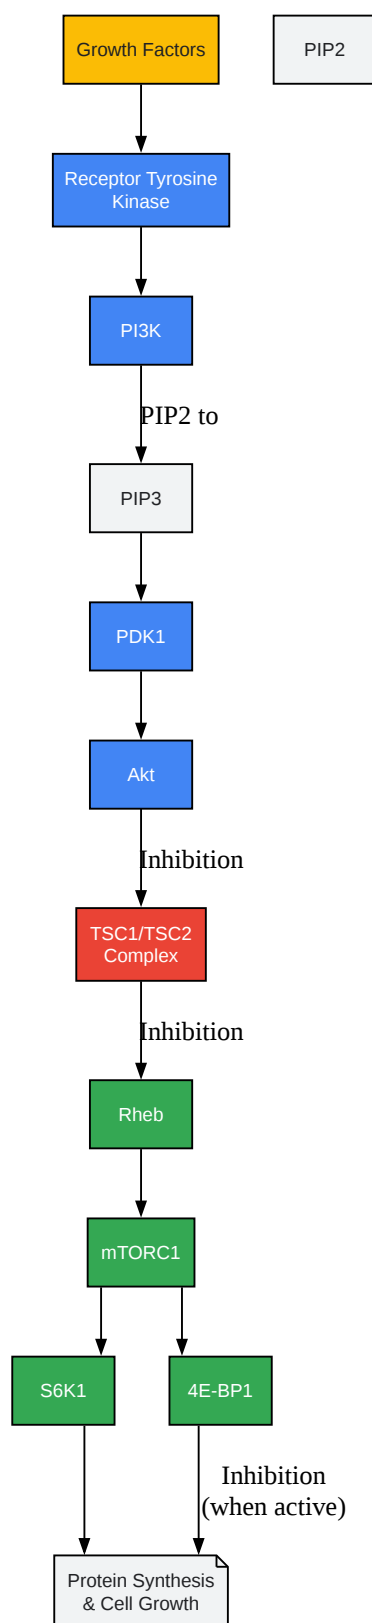 Growth Factors
PIP2
Receptor Tyrosine
Kinase
PI3K
PIP2 to
PIP3
PDK1
Akt
Inhibition
TSC1/TSC2
Complex
Inhibition
Rheb
mTORC1
S6K1
4E-BP1
Inhibition
(when active)
Protein Synthesis
& Cell Growth